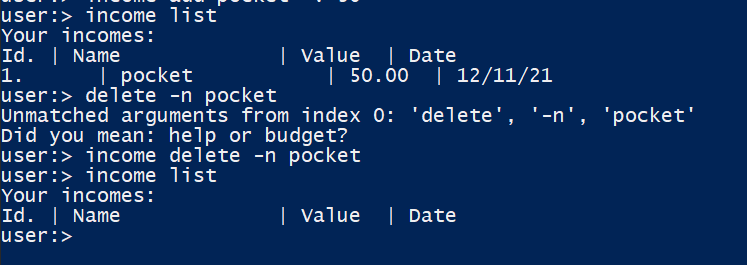 user:> income list
Your incomes:
Id. | Name | Value | Date
1. | pocket | 50.00 | 12/11/21
user:> delete -n pocket
Unmatched arguments from index 0: 'delete', '-n', 'pocket'
Did you mean: help or budget?
user:> income delete -n pocket
user:> income list
Your incomes:
Id. | Name | Value | Date
user:>